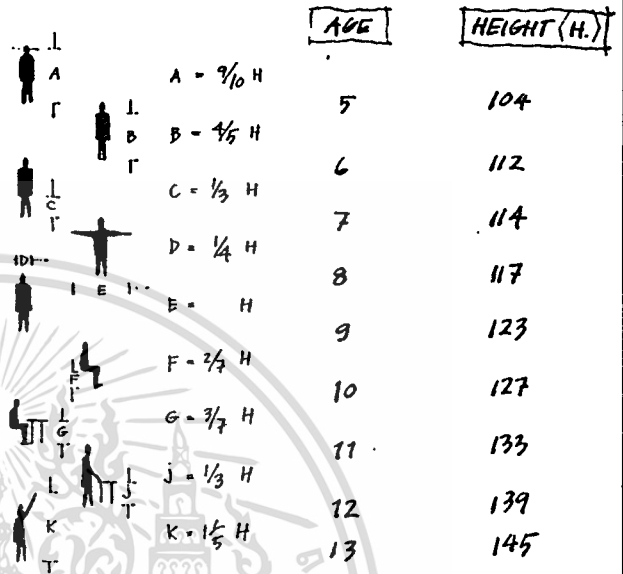 AGE HEIGHT (H.)
A A = 9/10 H
5 104
B B = 4/5 H
6 112
C C = 1/3 H
7 114
D D = 1/4 H
8 117
E E = H
9 123
F F = 2/7 H
10 127
G G = 3/7 H
11 133
j j = 1/3 H
12 139
K K = 1 1/5 H
13 145